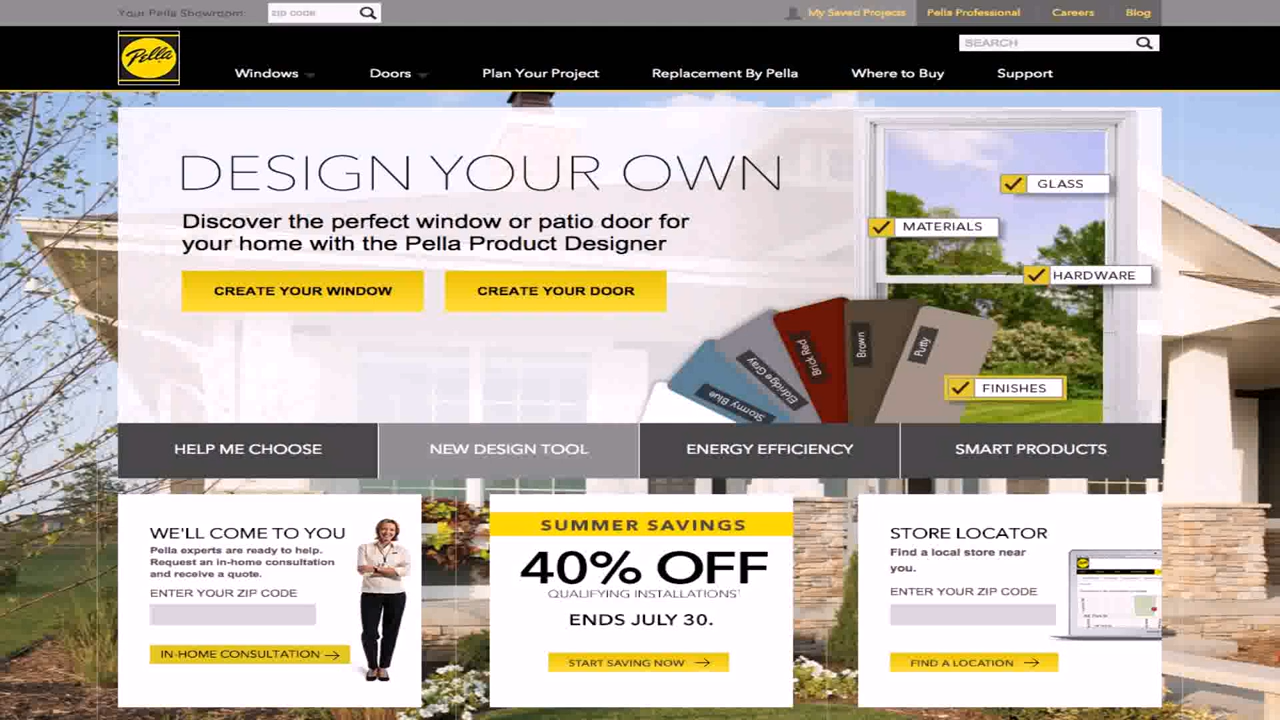 Your Pella Showroom:
ZIP CODE
My Saved Projects
Pella Professional
Careers
Blog
Pella
SEARCH
Windows
Doors
Plan Your Project
Replacement By Pella
Where to Buy
Support
DESIGN YOUR OWN
Discover the perfect window or patio door for
your home with the Pella Product Designer
CREATE YOUR WINDOW
CREATE YOUR DOOR
GLASS
MATERIALS
HARDWARE
FINISHES
Stormy Blue
Eldridge Gray
Brick Red
Brown
Putty
HELP ME CHOOSE
NEW DESIGN TOOL
ENERGY EFFICIENCY
SMART PRODUCTS
WE'LL COME TO YOU
Pella experts are ready to help.
Request an in-home consultation
and receive a quote.
ENTER YOUR ZIP CODE
IN-HOME CONSULTATION
SUMMER SAVINGS
40% OFF
QUALIFYING INSTALLATIONS¹
ENDS JULY 30.
START SAVING NOW
STORE LOCATOR
Find a local store near
you.
ENTER YOUR ZIP CODE
FIND A LOCATION